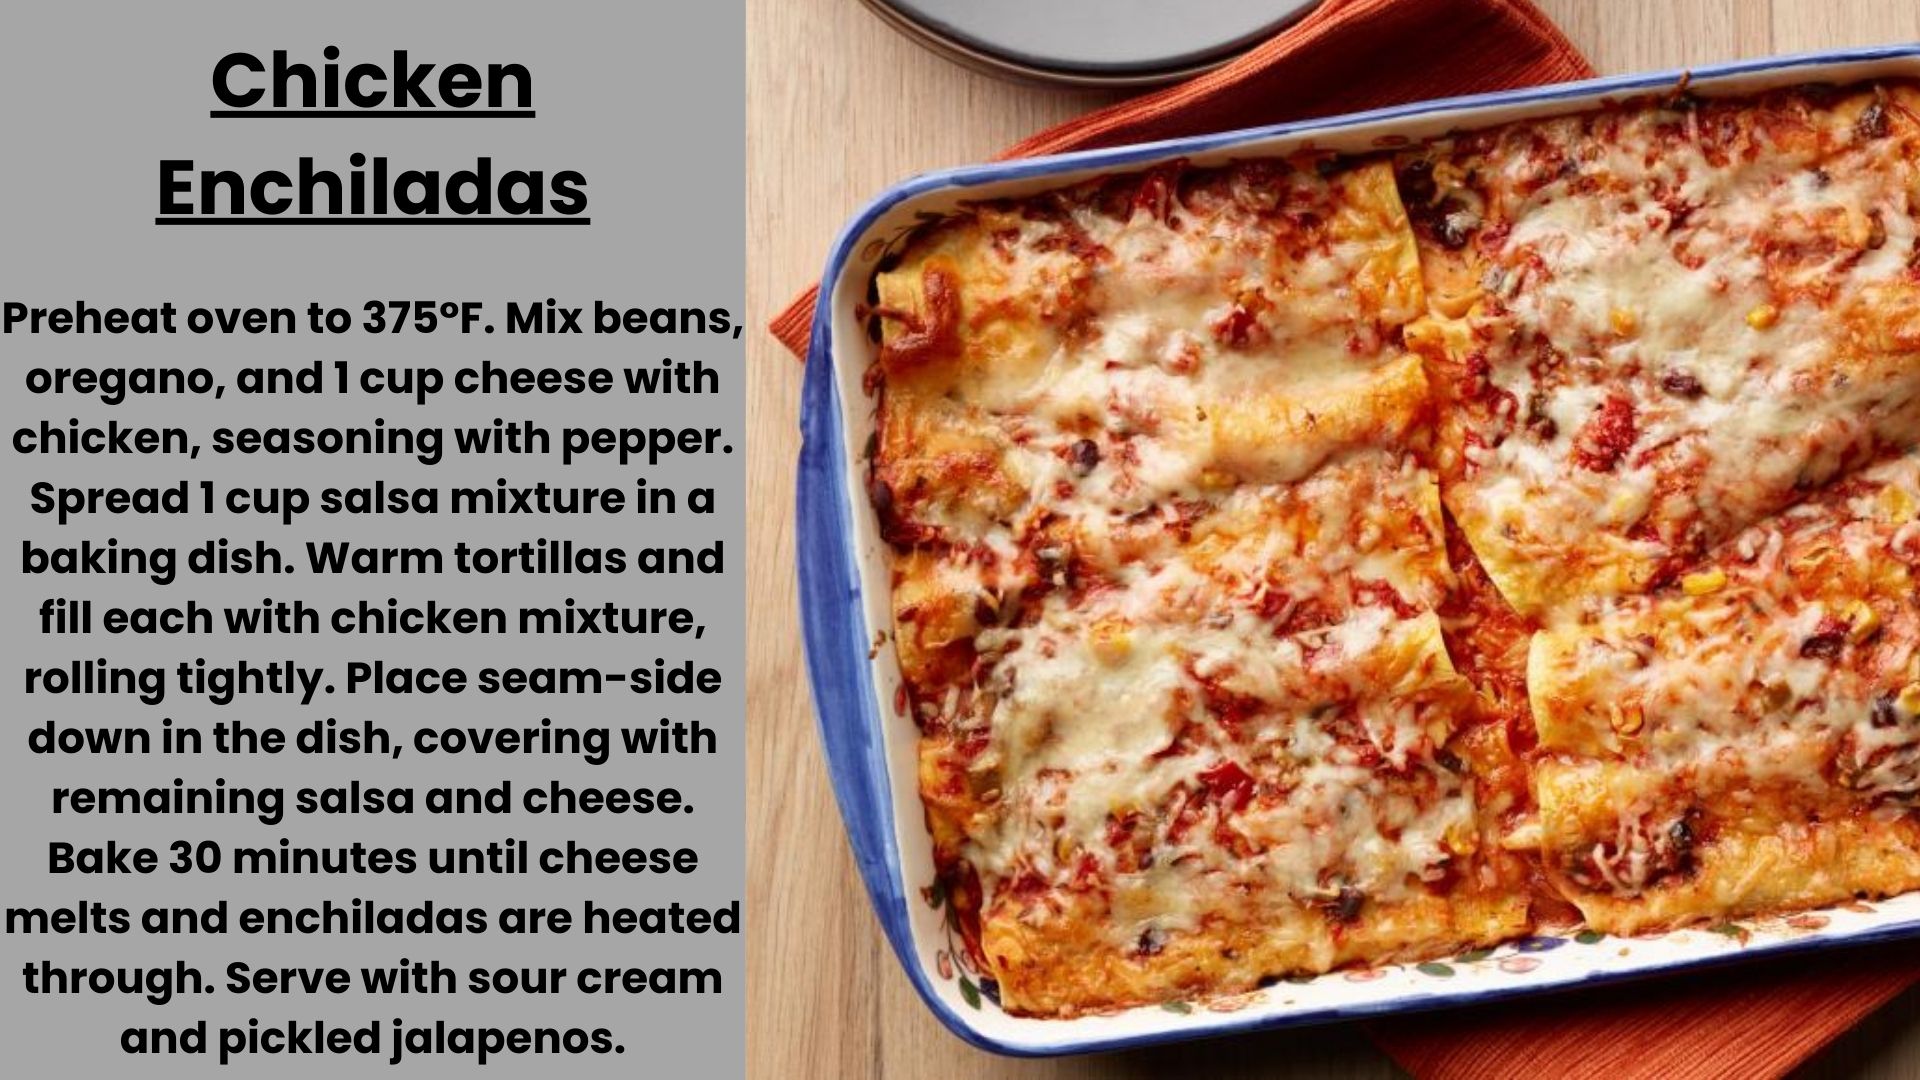 Chicken
Enchiladas
Preheat oven to 375°F. Mix beans,
oregano, and 1 cup cheese with
chicken, seasoning with pepper.
Spread 1 cup salsa mixture in a
baking dish. Warm tortillas and
fill each with chicken mixture,
rolling tightly. Place seam-side
down in the dish, covering with
remaining salsa and cheese.
Bake 30 minutes until cheese
melts and enchiladas are heated
through. Serve with sour cream
and pickled jalapenos.